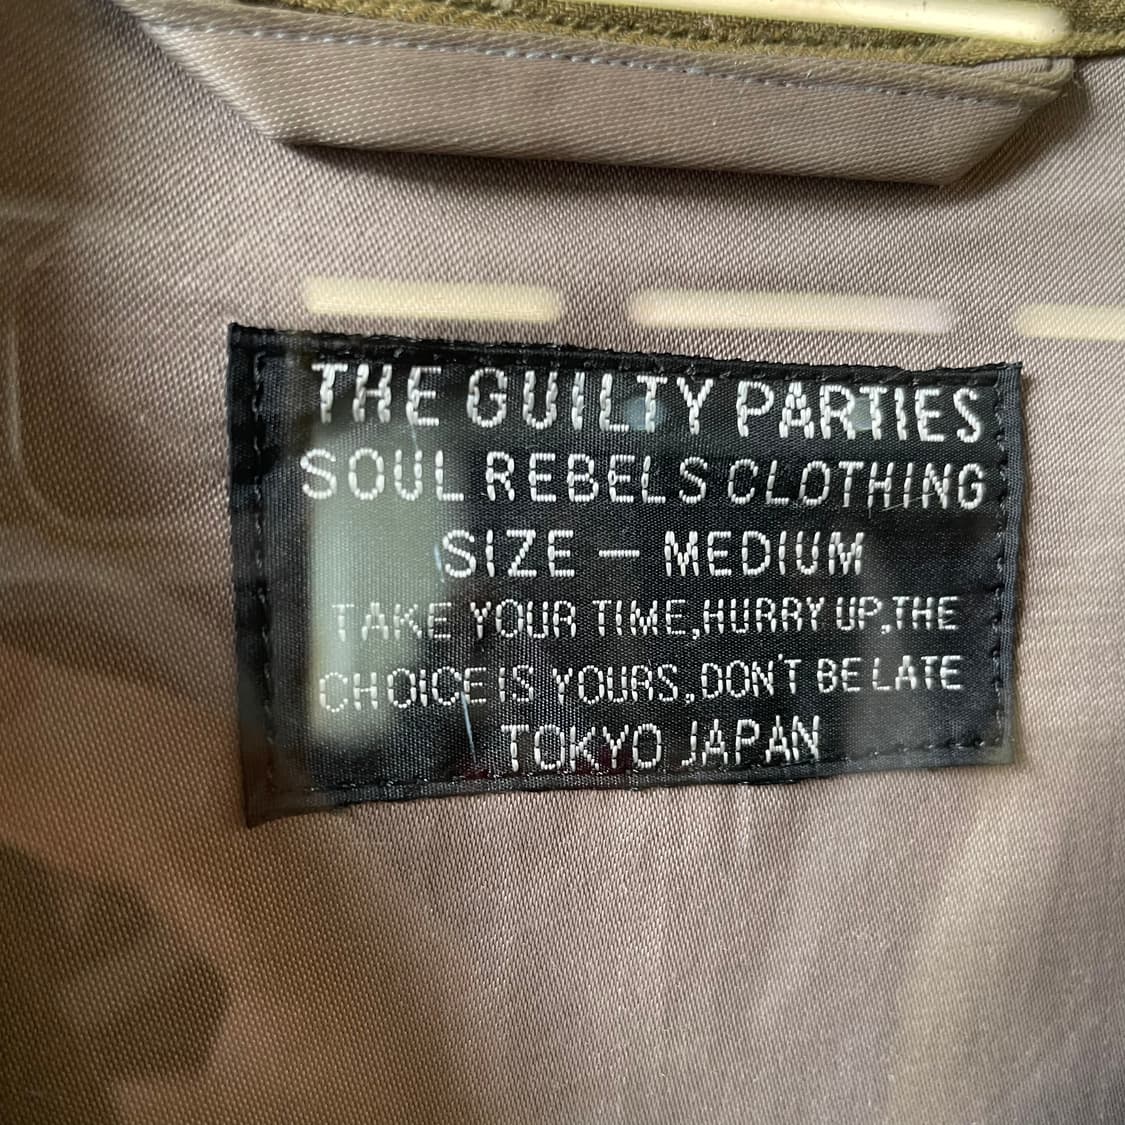 THE GUILTY PARTIES
SOUL REBELS CLOTHING
SIZE — MEDIUM
TAKE YOUR TIME,HURRY UP,THE
CHOICE IS YOURS,DON'T BE LATE
TOKYO JAPAN